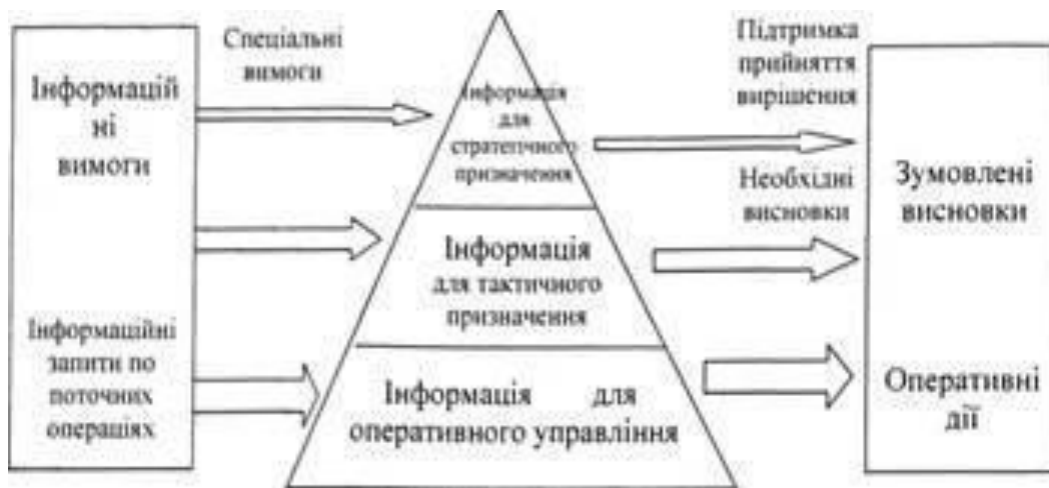 Інформацій
ні
вимоги
Інформаційні
запити по
поточних
операціях
Спеціальні
вимоги
Інформація
для
стратегічного
призначення
Інформація
для тактичного
призначення
Інформація для
оперативного управління
Підтримка
прийняття
вирішення
Необхідні
висновки
Зумовлені
висновки
Оперативні
дії